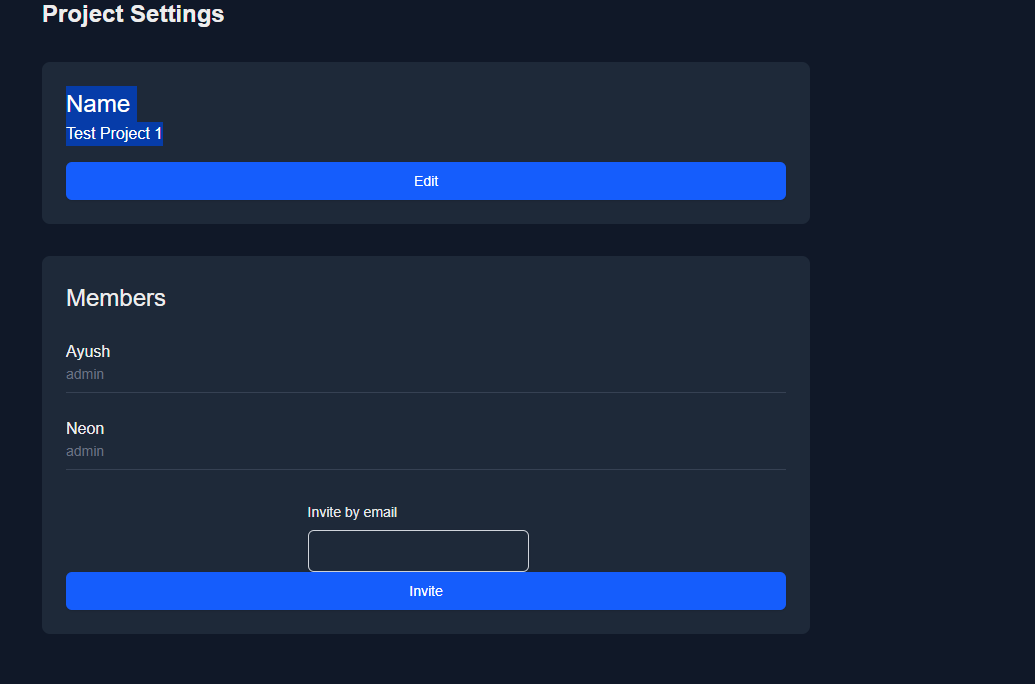 Project Settings
Name
Test Project 1
Edit
Members
Ayush
admin
Neon
admin
Invite by email
Invite